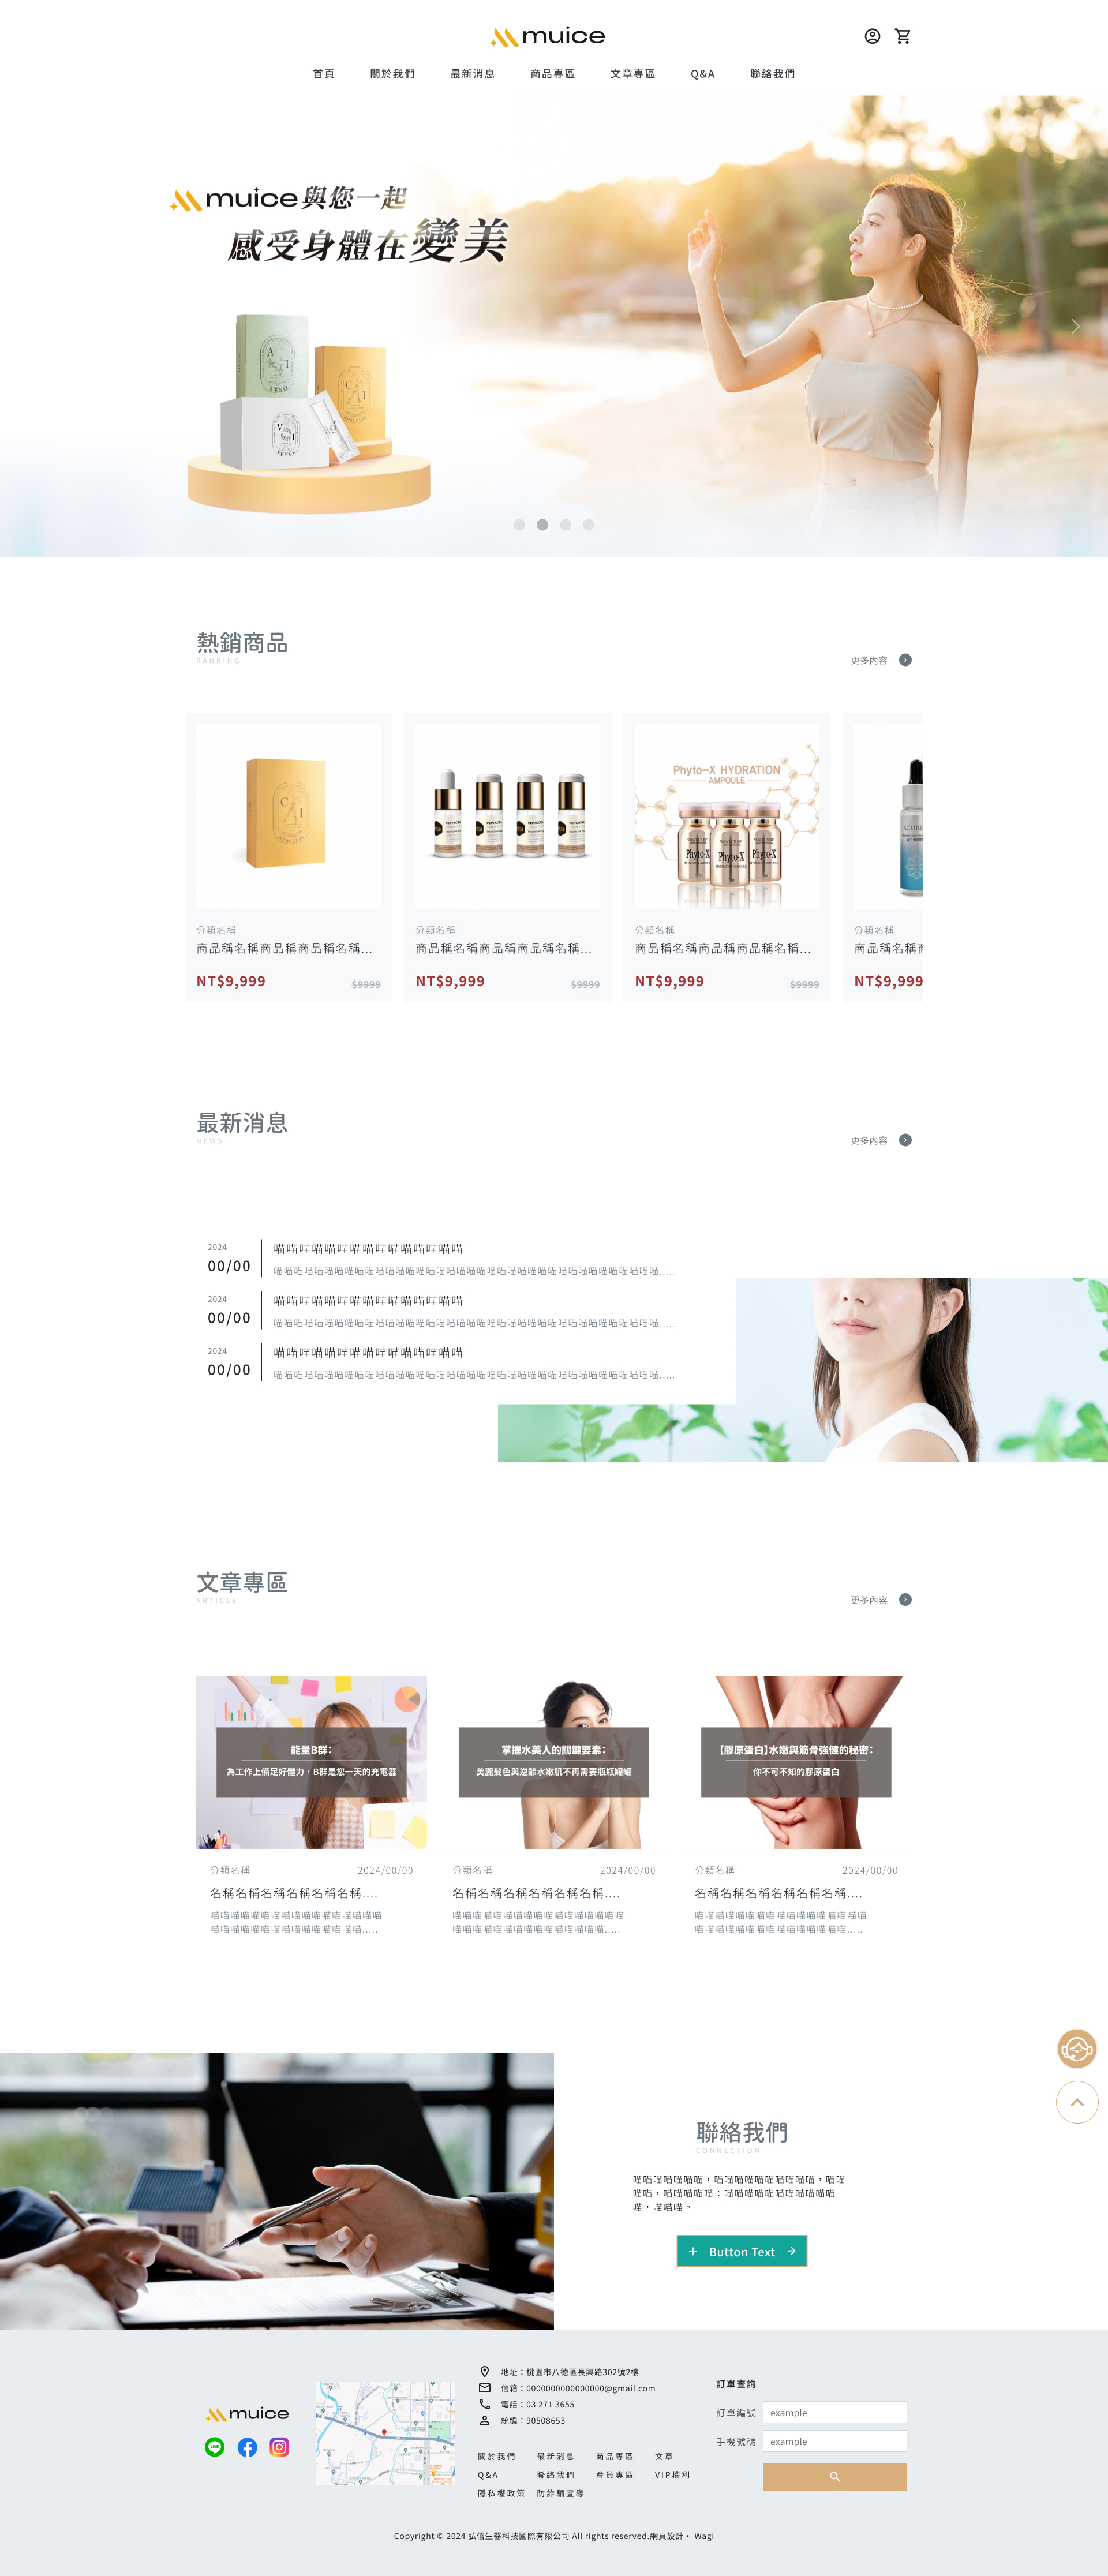 muice
首頁 關於我們 最新消息 商品專區 文章專區 Q&A 聯絡我們
muice與您一起
感受身體在變美
熱銷商品
RANKING
更多內容
Phyto-X HYDRATION
AMPOULE
Phyto-X Phyto-X Phyto-X
分類名稱 分類名稱 分類名稱 分類名稱
商品稱名稱商品稱商品稱名稱...
商品稱名稱商品稱商品稱名稱...
商品稱名稱商品稱商品稱名稱...
商品稱名稱
NT$9,999 $9999
NT$9,999 $9999
NT$9,999 $9999
NT$9,999
最新消息
NEWS
更多內容
2024
00/00
喵喵喵喵喵喵喵喵喵喵喵喵喵喵喵
喵喵喵喵喵喵喵喵喵喵喵喵喵喵喵喵喵喵喵喵喵喵喵喵喵喵喵喵喵喵喵喵喵喵喵喵喵喵.....
2024
00/00
喵喵喵喵喵喵喵喵喵喵喵喵喵喵喵
喵喵喵喵喵喵喵喵喵喵喵喵喵喵喵喵喵喵喵喵喵喵喵喵喵喵喵喵喵喵喵喵喵喵喵喵喵喵.....
2024
00/00
喵喵喵喵喵喵喵喵喵喵喵喵喵喵喵
喵喵喵喵喵喵喵喵喵喵喵喵喵喵喵喵喵喵喵喵喵喵喵喵喵喵喵喵喵喵喵喵喵喵喵喵喵喵.....
文章專區
ARTICLE
更多內容
能量B群：
為工作上備足好體力，B群是您一天的充電器
掌握水美人的關鍵要素：
美麗髮色與逆齡水嫩肌不再需要瓶瓶罐罐
【膠原蛋白】水嫩與筋骨強健的秘密：
你不可不知的膠原蛋白
分類名稱 2024/00/00
名稱名稱名稱名稱名稱名稱....
喵喵喵喵喵喵喵喵喵喵喵喵喵喵喵喵喵
喵喵喵喵喵喵喵喵喵喵喵喵喵喵喵.....
分類名稱 2024/00/00
名稱名稱名稱名稱名稱名稱....
喵喵喵喵喵喵喵喵喵喵喵喵喵喵喵喵喵
喵喵喵喵喵喵喵喵喵喵喵喵喵喵喵.....
分類名稱 2024/00/00
名稱名稱名稱名稱名稱名稱....
喵喵喵喵喵喵喵喵喵喵喵喵喵喵喵喵喵
喵喵喵喵喵喵喵喵喵喵喵喵喵喵喵.....
聯絡我們
CONNECTION
喵喵喵喵喵喵喵，喵喵喵喵喵喵喵喵喵喵，喵喵
喵喵，喵喵喵喵喵：喵喵喵喵喵喵喵喵喵喵喵
喵，喵喵喵。
+ Button Text
muice
地址：桃園市八德區長興路302號2樓
信箱：0000000000000000@gmail.com
電話：03 271 3655
統編：90508653
關於我們 最新消息 商品專區 文章
Q&A 聯絡我們 會員專區 VIP權利
隱私權政策 防詐騙宣導
訂單查詢
訂單編號 example
手機號碼 example
Copyright © 2024 弘信生醫科技國際有限公司 All rights reserved.網頁設計・ Wagi